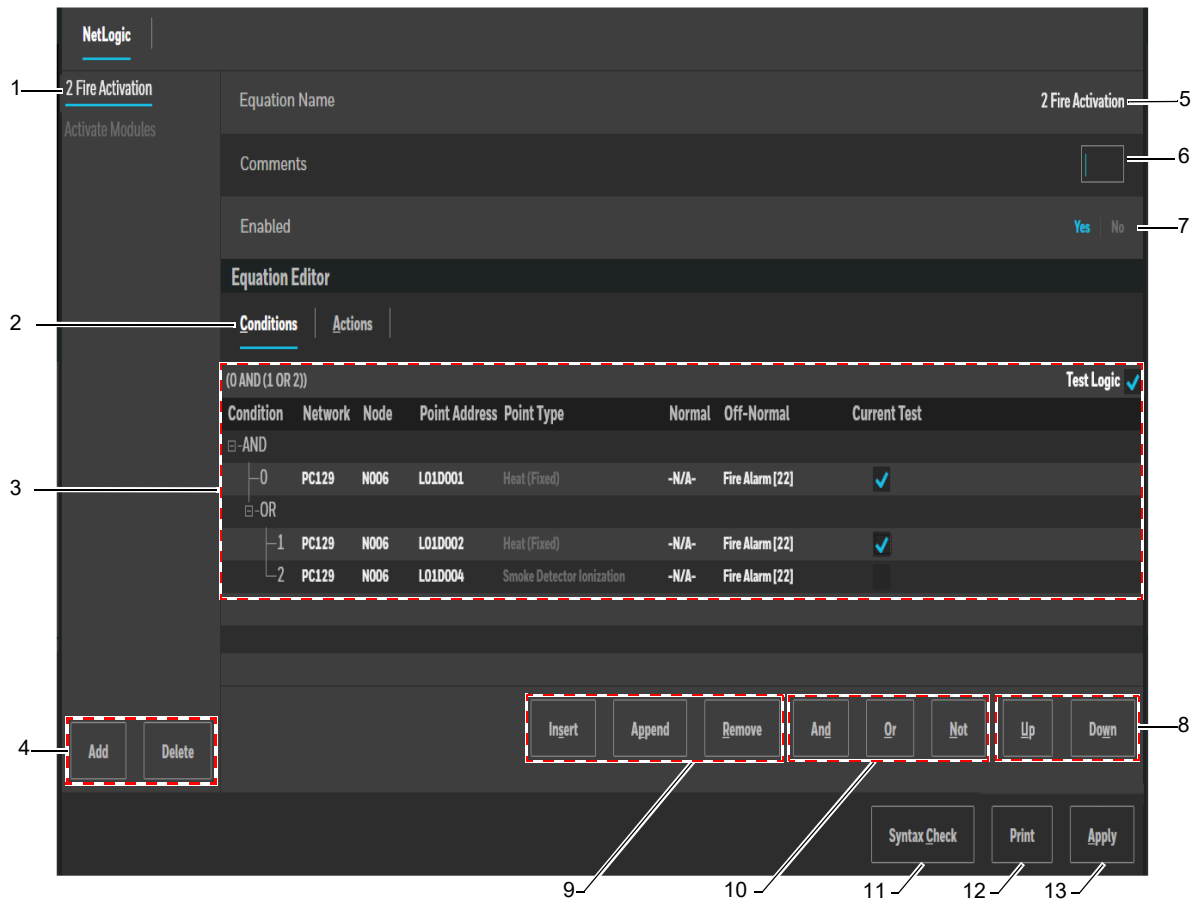 NetLogic
1
2 Fire Activation
Activate Modules
Equation Name
2 Fire Activation
5
Comments
6
Enabled
Yes No
7
Equation Editor
2
Conditions
Actions
3
(0 AND (1 OR 2))
Test Logic
Condition Network Node Point Address Point Type Normal Off-Normal Current Test
AND
0 PC129 N006 L01D001 Heat (Fixed) -N/A- Fire Alarm [22]
OR
1 PC129 N006 L01D002 Heat (Fixed) -N/A- Fire Alarm [22]
2 PC129 N006 L01D004 Smoke Detector Ionization -N/A- Fire Alarm [22]
4
Add
Delete
Insert
Append
Remove
And
Or
Not
Up
Down
8
Syntax Check
Print
Apply
9
10
11
12
13